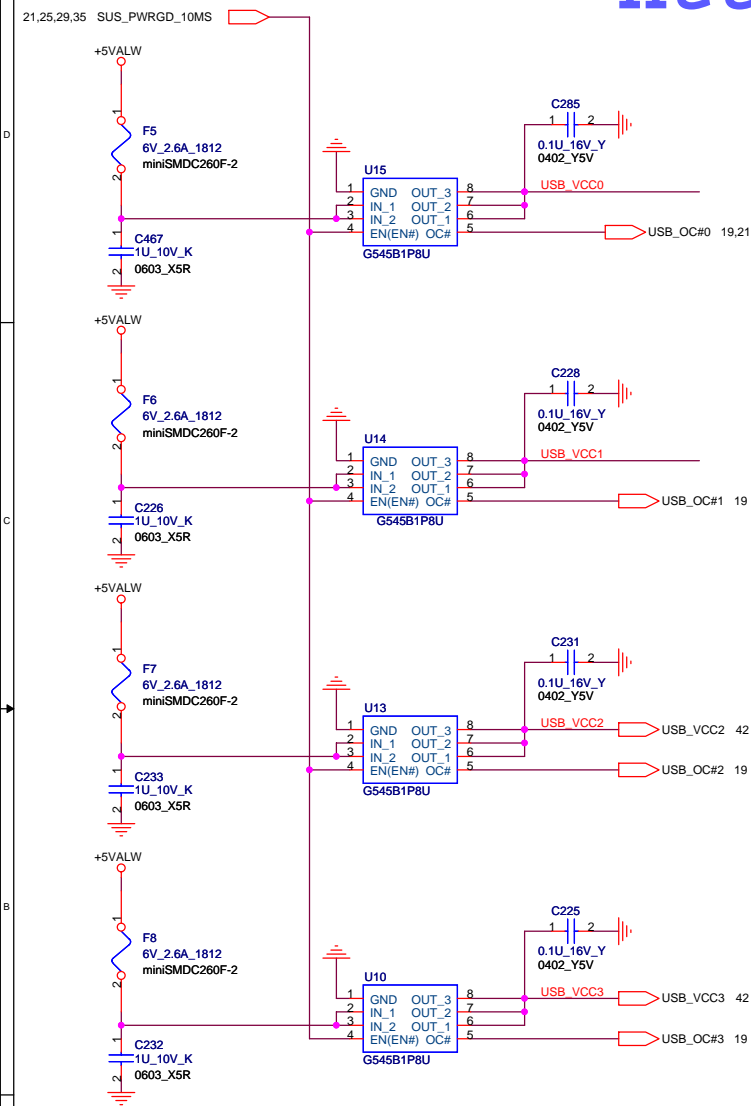 21,25,29,35 SUS_PWRGD_10MS
+5VALW
D
1
F5
6V_2.6A_1812
miniSMDC260F-2
2
C285
1 2
0.1U_16V_Y
0402_Y5V
U15
1 GND OUT_3 8 USB_VCC0
2 IN_1 OUT_2 7
3 IN_2 OUT_1 6
4 EN(EN#) OC# 5 USB_OC#0 19,21
G545B1P8U
1
C467
1U_10V_K
2
0603_X5R
+5VALW
1
F6
6V_2.6A_1812
miniSMDC260F-2
2
C228
1 2
0.1U_16V_Y
0402_Y5V
U14
1 GND OUT_3 8 USB_VCC1
2 IN_1 OUT_2 7
3 IN_2 OUT_1 6
4 EN(EN#) OC# 5 USB_OC#1 19
G545B1P8U
1
C226
C
1U_10V_K
2
0603_X5R
+5VALW
1
F7
6V_2.6A_1812
miniSMDC260F-2
2
C231
1 2
0.1U_16V_Y
0402_Y5V
U13
1 GND OUT_3 8 USB_VCC2 USB_VCC2 42
2 IN_1 OUT_2 7
3 IN_2 OUT_1 6
4 EN(EN#) OC# 5 USB_OC#2 19
G545B1P8U
1
C233
1U_10V_K
2
0603_X5R
+5VALW
B
1
F8
6V_2.6A_1812
miniSMDC260F-2
2
C225
1 2
0.1U_16V_Y
0402_Y5V
U10
1 GND OUT_3 8 USB_VCC3 USB_VCC3 42
2 IN_1 OUT_2 7
3 IN_2 OUT_1 6
4 EN(EN#) OC# 5 USB_OC#3 19
G545B1P8U
1
C232
1U_10V_K
2
0603_X5R